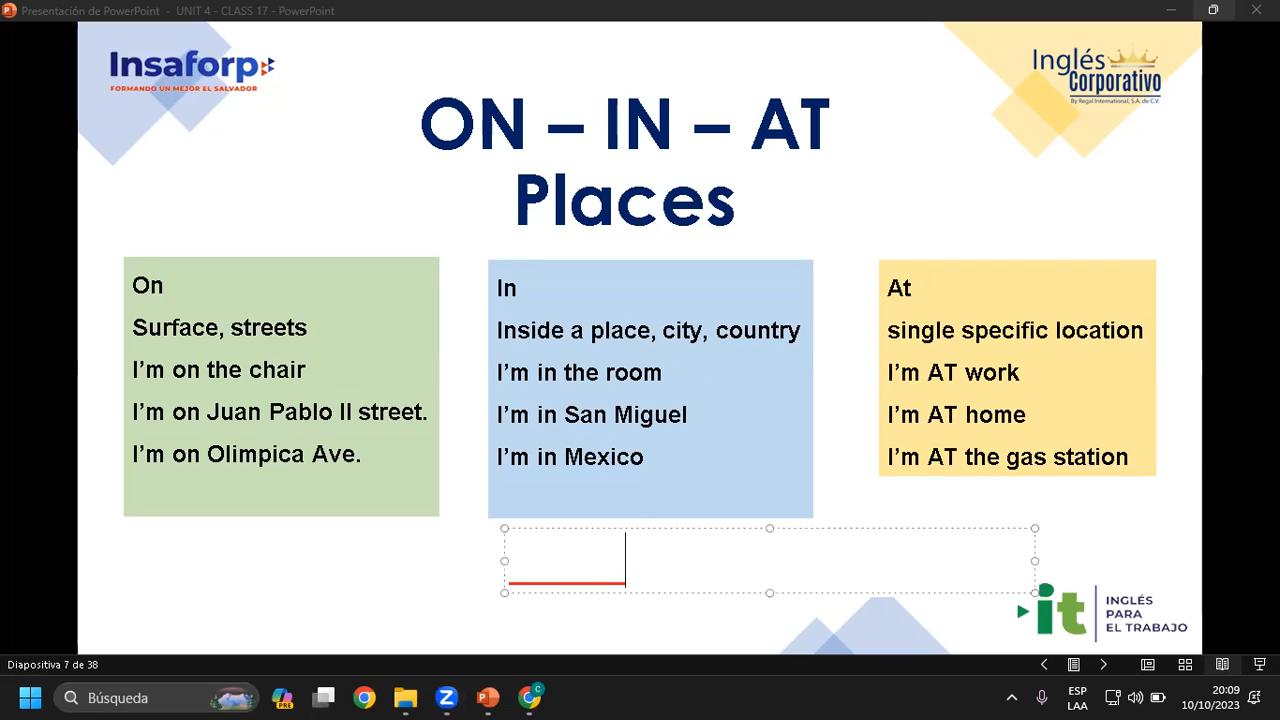 Presentación de PowerPoint - UNIT 4 - CLASS 17 - PowerPoint
Insaforp
FORMANDO UN MEJOR EL SALVADOR
Inglés
Corporativo
By Regal International, S.A. de C.V.
ON – IN – AT
Places
On
Surface, streets
I'm on the chair
I'm on Juan Pablo II street.
I'm on Olimpica Ave.
In
Inside a place, city, country
I'm in the room
I'm in San Miguel
I'm in Mexico
At
single specific location
I'm AT work
I'm AT home
I'm AT the gas station
it
INGLÉS
PARA
EL TRABAJO
Diapositiva 7 de 38
Búsqueda
PRE
C
ESP
LAA
20:09
10/10/2023